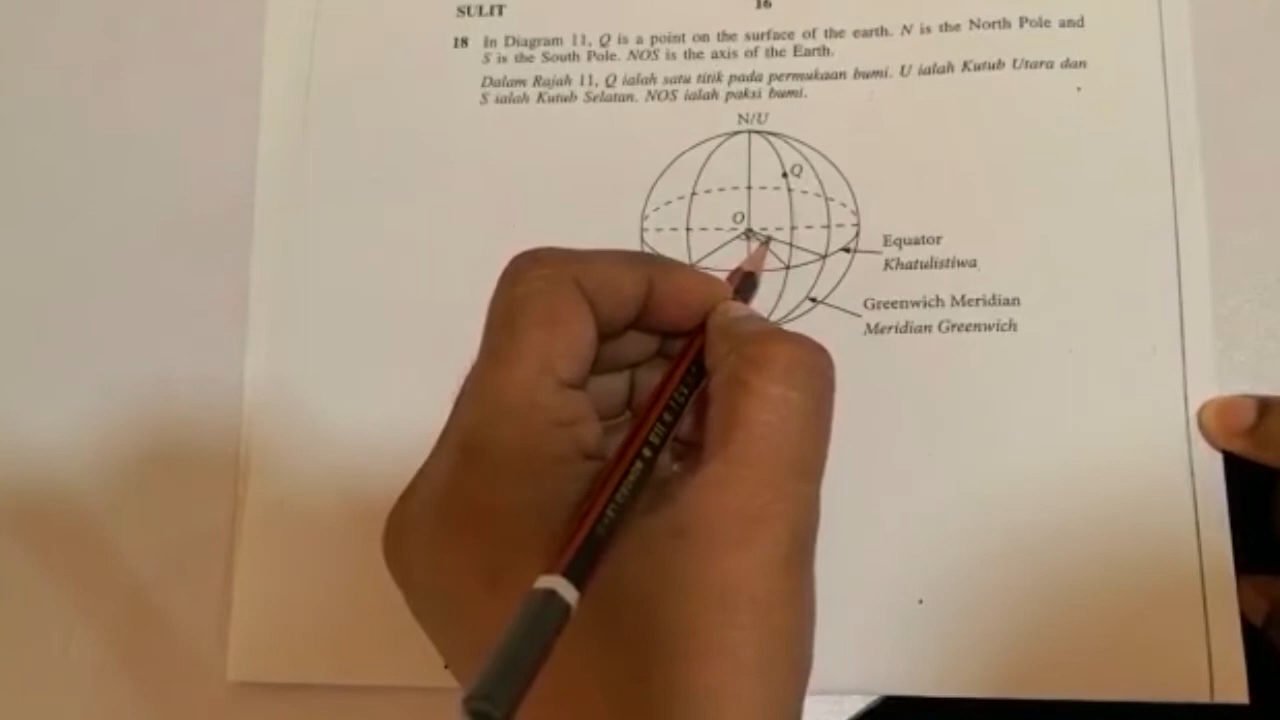 SULIT
16
18 In Diagram 11, Q is a point on the surface of the earth. N is the North Pole and
S is the South Pole. NOS is the axis of the Earth.
Dalam Rajah 11, Q ialah satu titik pada permukaan bumi. U ialah Kutub Utara dan
S ialah Kutub Selatan. NOS ialah paksi bumi.
N/U
Q
O
Equator
Khatulistiwa
Greenwich Meridian
Meridian Greenwich